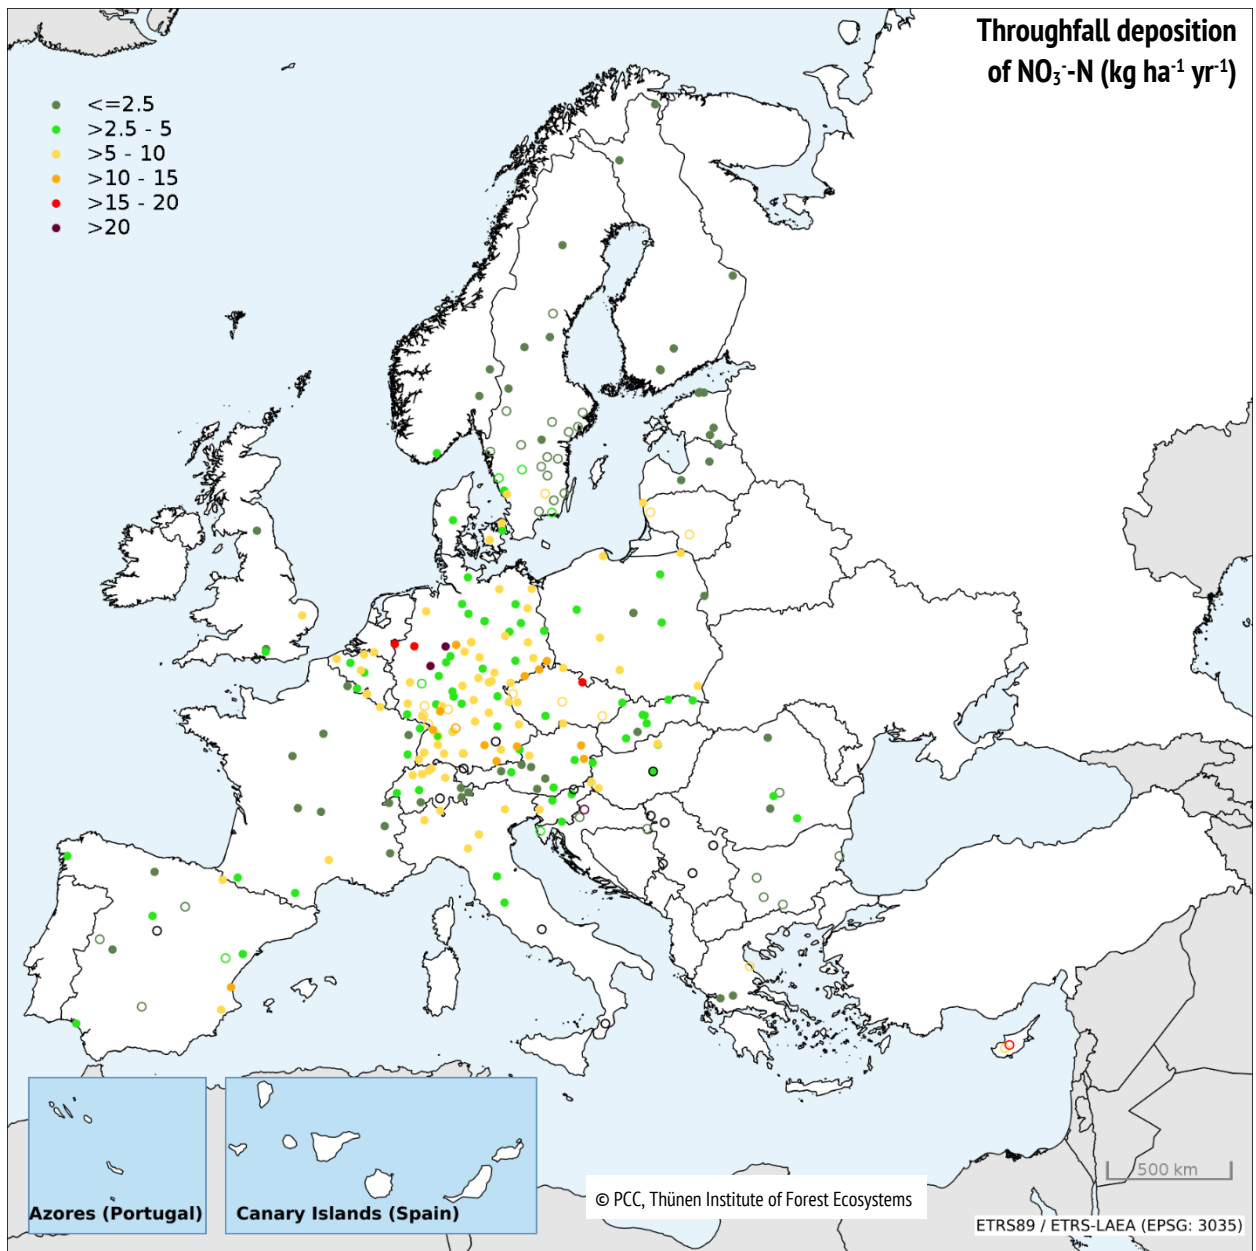 Throughfall deposition
of NO₃⁻-N (kg ha⁻¹ yr⁻¹)
<=2.5
>2.5 - 5
>5 - 10
>10 - 15
>15 - 20
>20
500 km
Azores (Portugal)
Canary Islands (Spain)
© PCC, Thünen Institute of Forest Ecosystems
ETRS89 / ETRS-LAEA (EPSG: 3035)